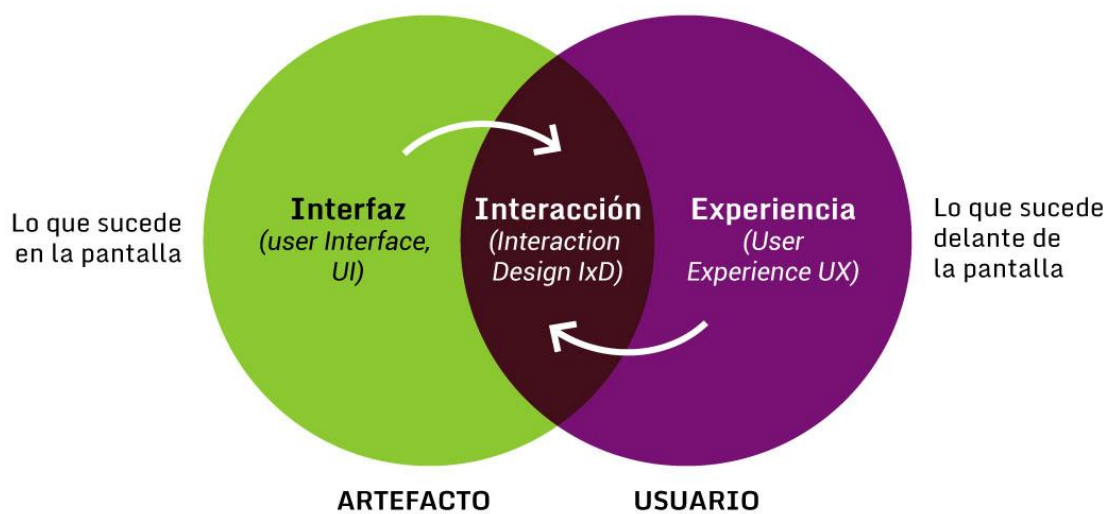 Lo que sucede
en la pantalla
Interfaz
(user Interface,
UI)
Interacción
(Interaction
Design IxD)
Experiencia
(User
Experience UX)
Lo que sucede
delante de
la pantalla
ARTEFACTO
USUARIO